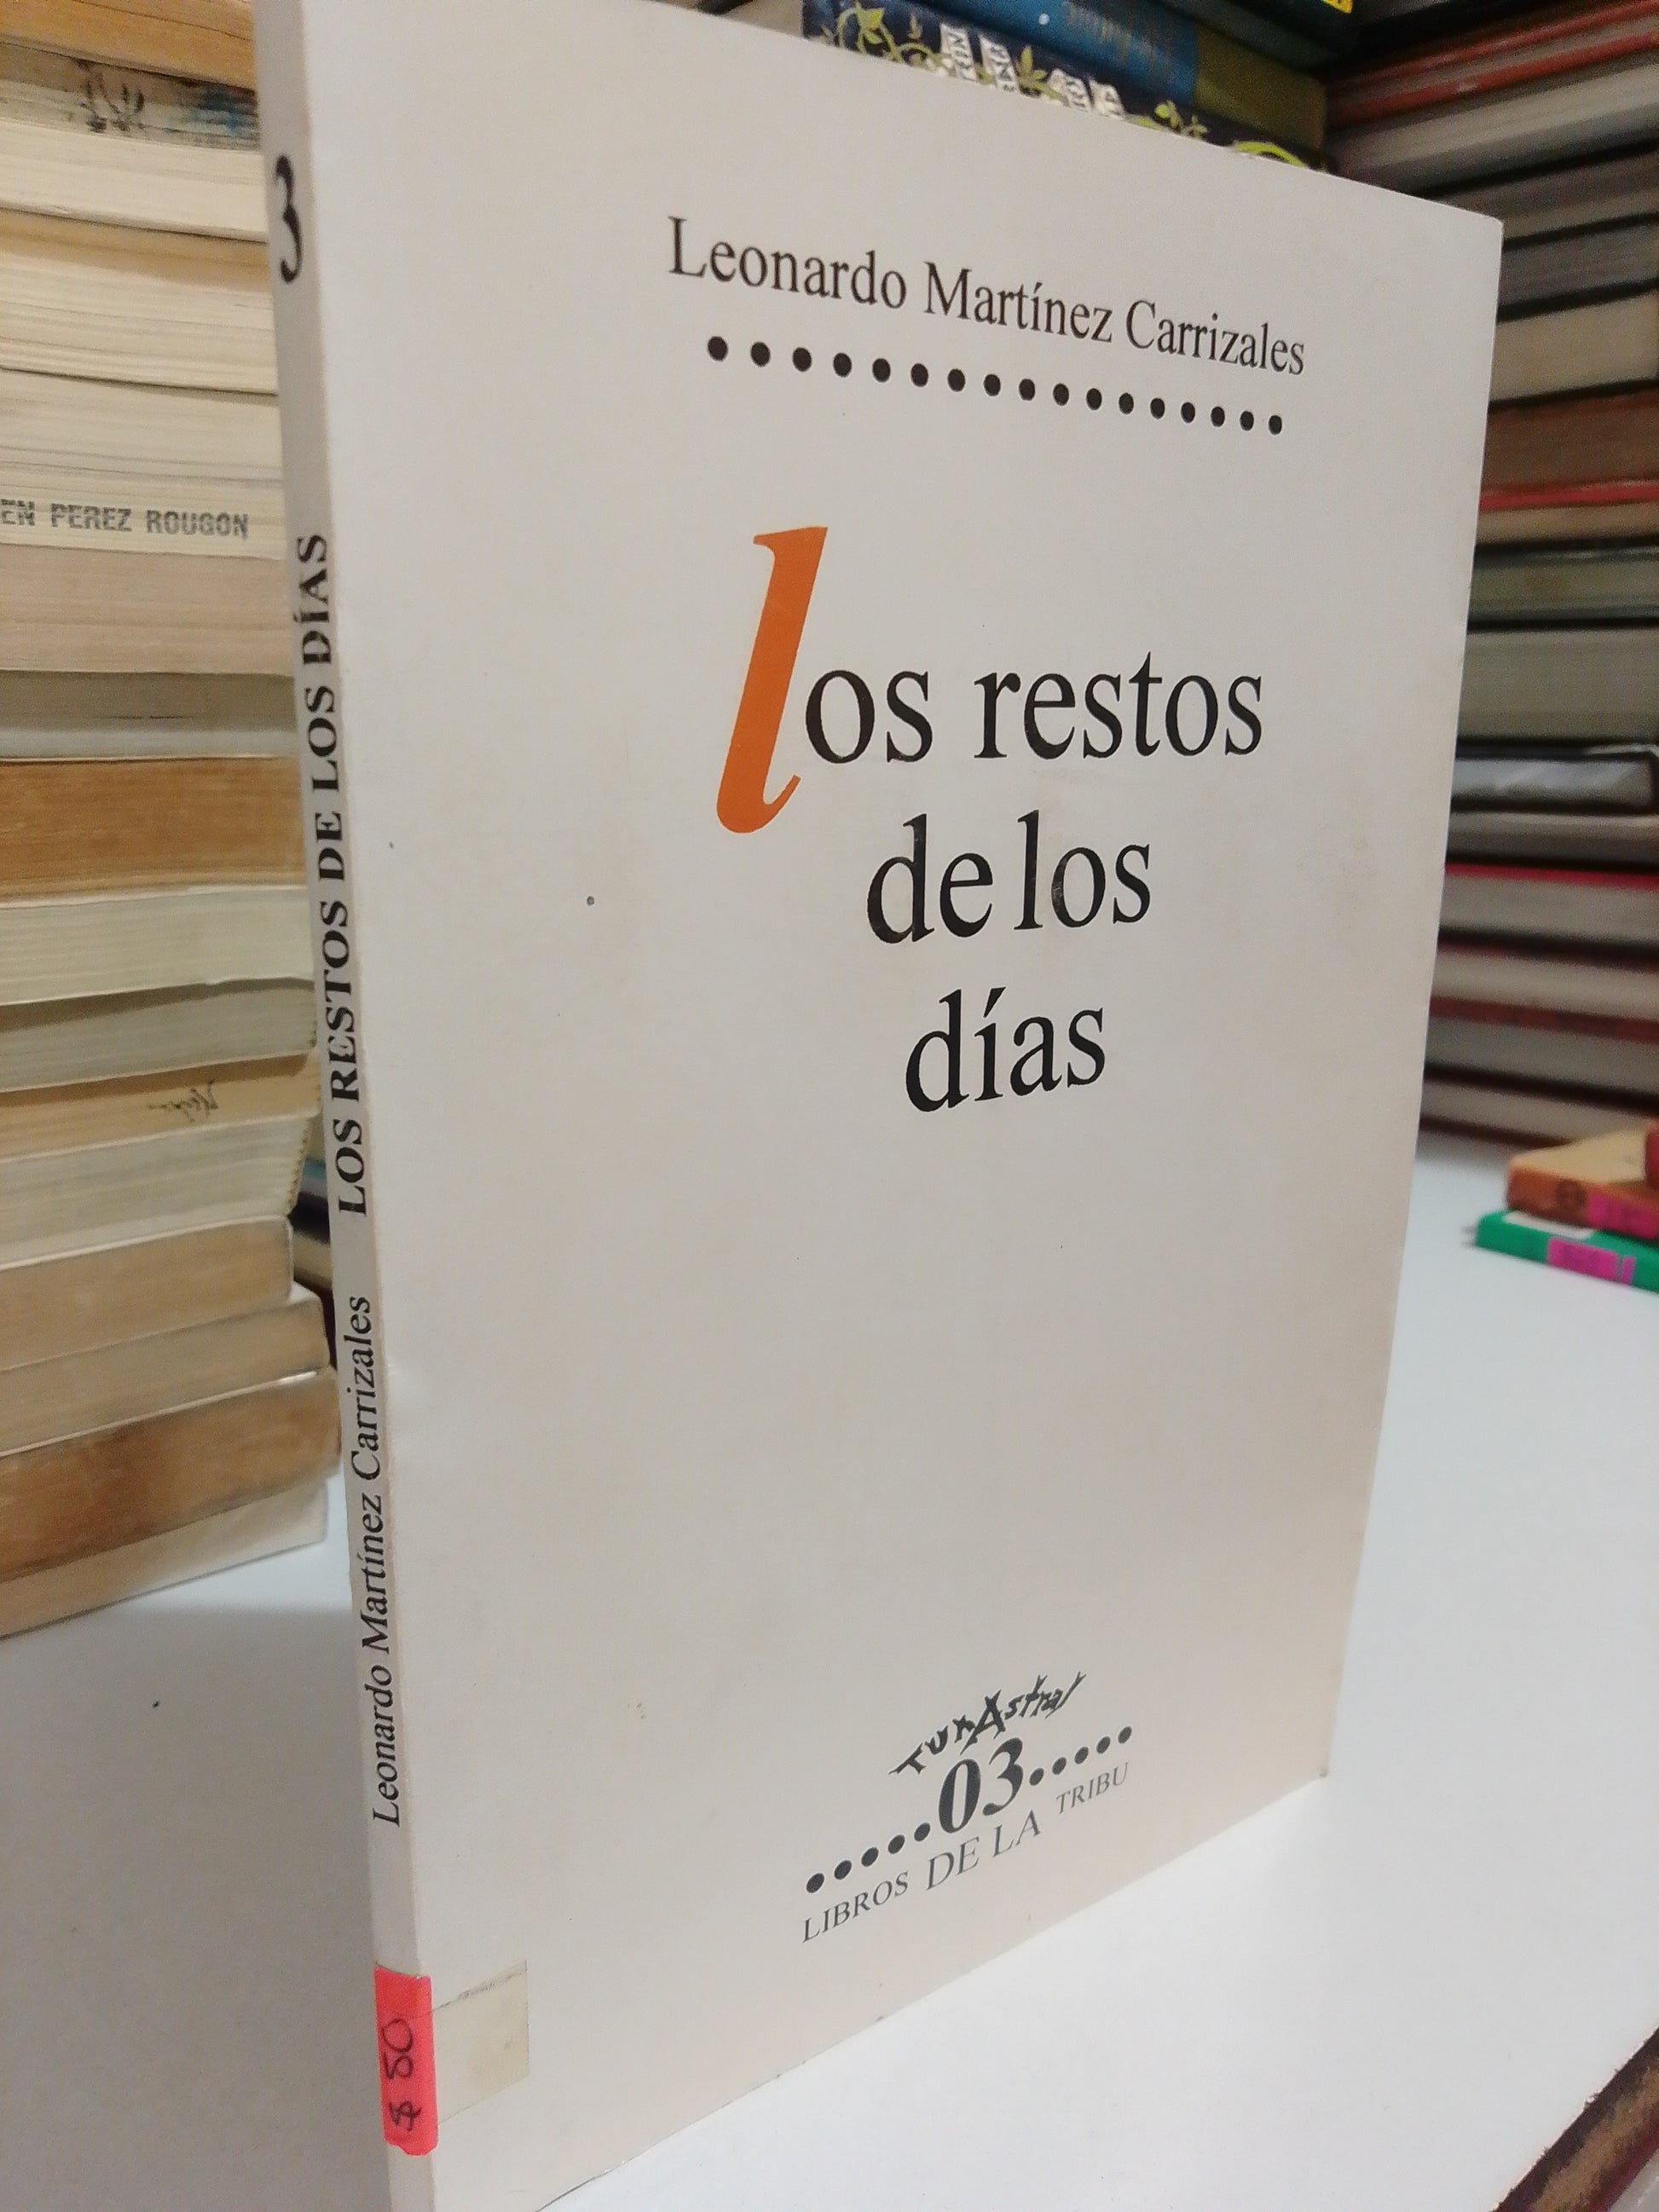 Leonardo Martínez Carrizales
los restos
de los
días
TunAstral
.....03.....
LIBROS DE LA TRIBU
3
LOS RESTOS DE LOS DÍAS
Leonardo Martínez Carrizales
$ 80
EN PEREZ ROUGON